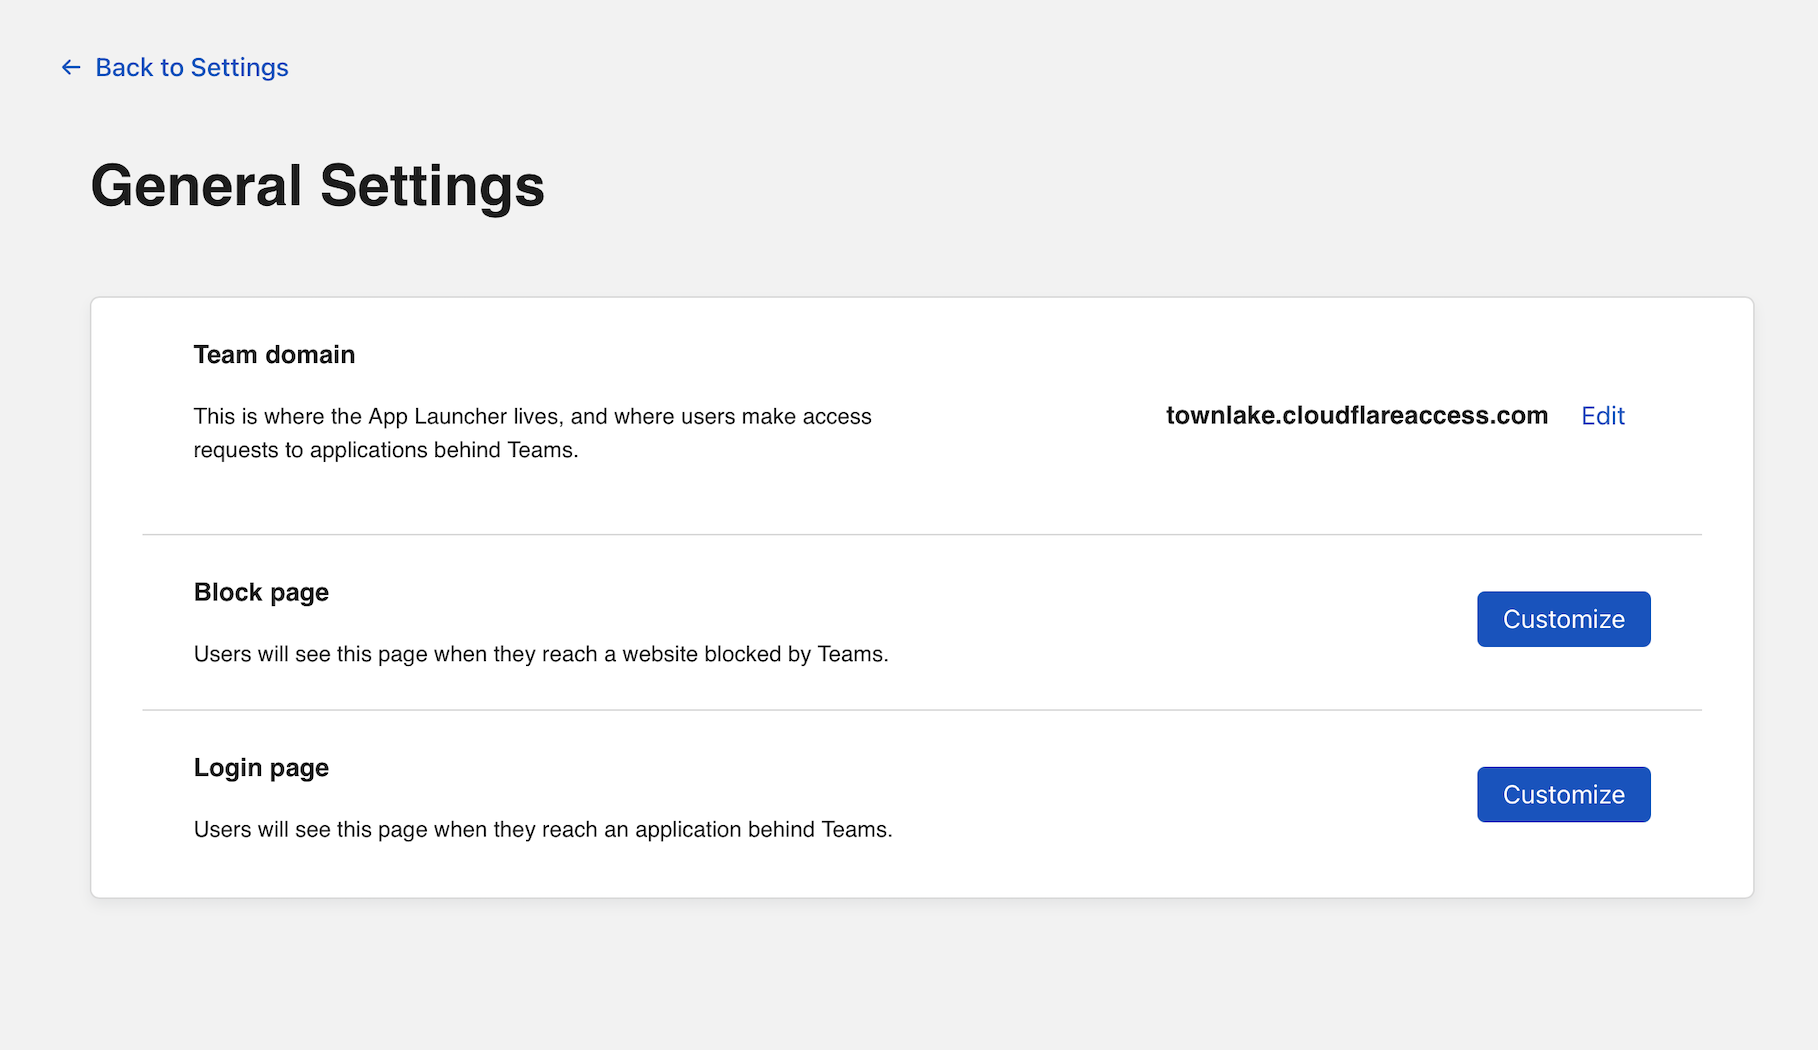 ← Back to Settings
General Settings
Team domain
This is where the App Launcher lives, and where users make access
requests to applications behind Teams.
townlake.cloudflareaccess.com Edit
Block page
Users will see this page when they reach a website blocked by Teams.
Customize
Login page
Users will see this page when they reach an application behind Teams.
Customize